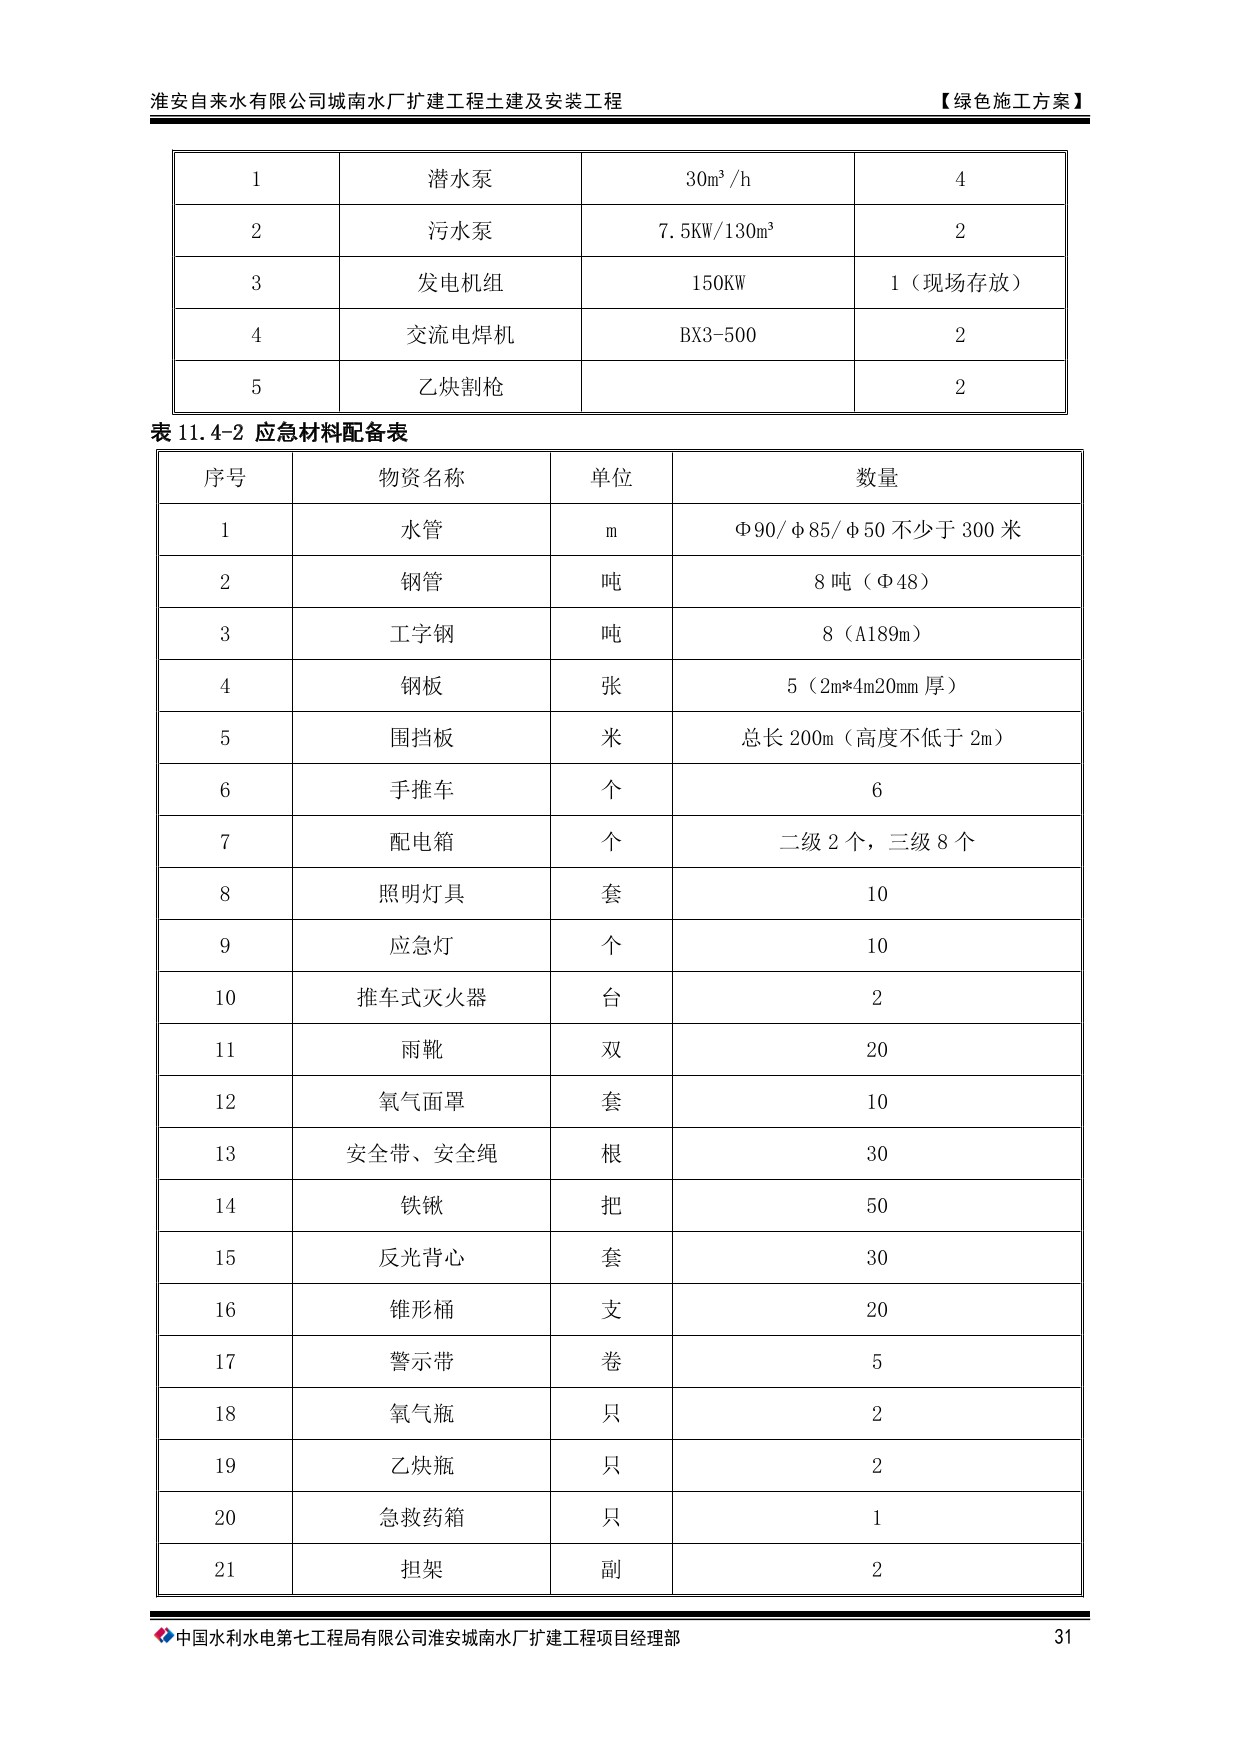 淮安自来水有限公司城南水厂扩建工程土建及安装工程 【绿色施工方案】
1 潜水泵 30m³/h 4
2 污水泵 7.5KW/130m³ 2
3 发电机组 150KW 1（现场存放）
4 交流电焊机 BX3-500 2
5 乙炔割枪 2
表 11.4-2 应急材料配备表
序号 物资名称 单位 数量
1 水管 m Φ90/φ85/φ50 不少于 300 米
2 钢管 吨 8 吨（Φ48）
3 工字钢 吨 8（A189m）
4 钢板 张 5（2m*4m20mm 厚）
5 围挡板 米 总长 200m（高度不低于 2m）
6 手推车 个 6
7 配电箱 个 二级 2 个，三级 8 个
8 照明灯具 套 10
9 应急灯 个 10
10 推车式灭火器 台 2
11 雨靴 双 20
12 氧气面罩 套 10
13 安全带、安全绳 根 30
14 铁锹 把 50
15 反光背心 套 30
16 锥形桶 支 20
17 警示带 卷 5
18 氧气瓶 只 2
19 乙炔瓶 只 2
20 急救药箱 只 1
21 担架 副 2
中国水利水电第七工程局有限公司淮安城南水厂扩建工程项目经理部 31